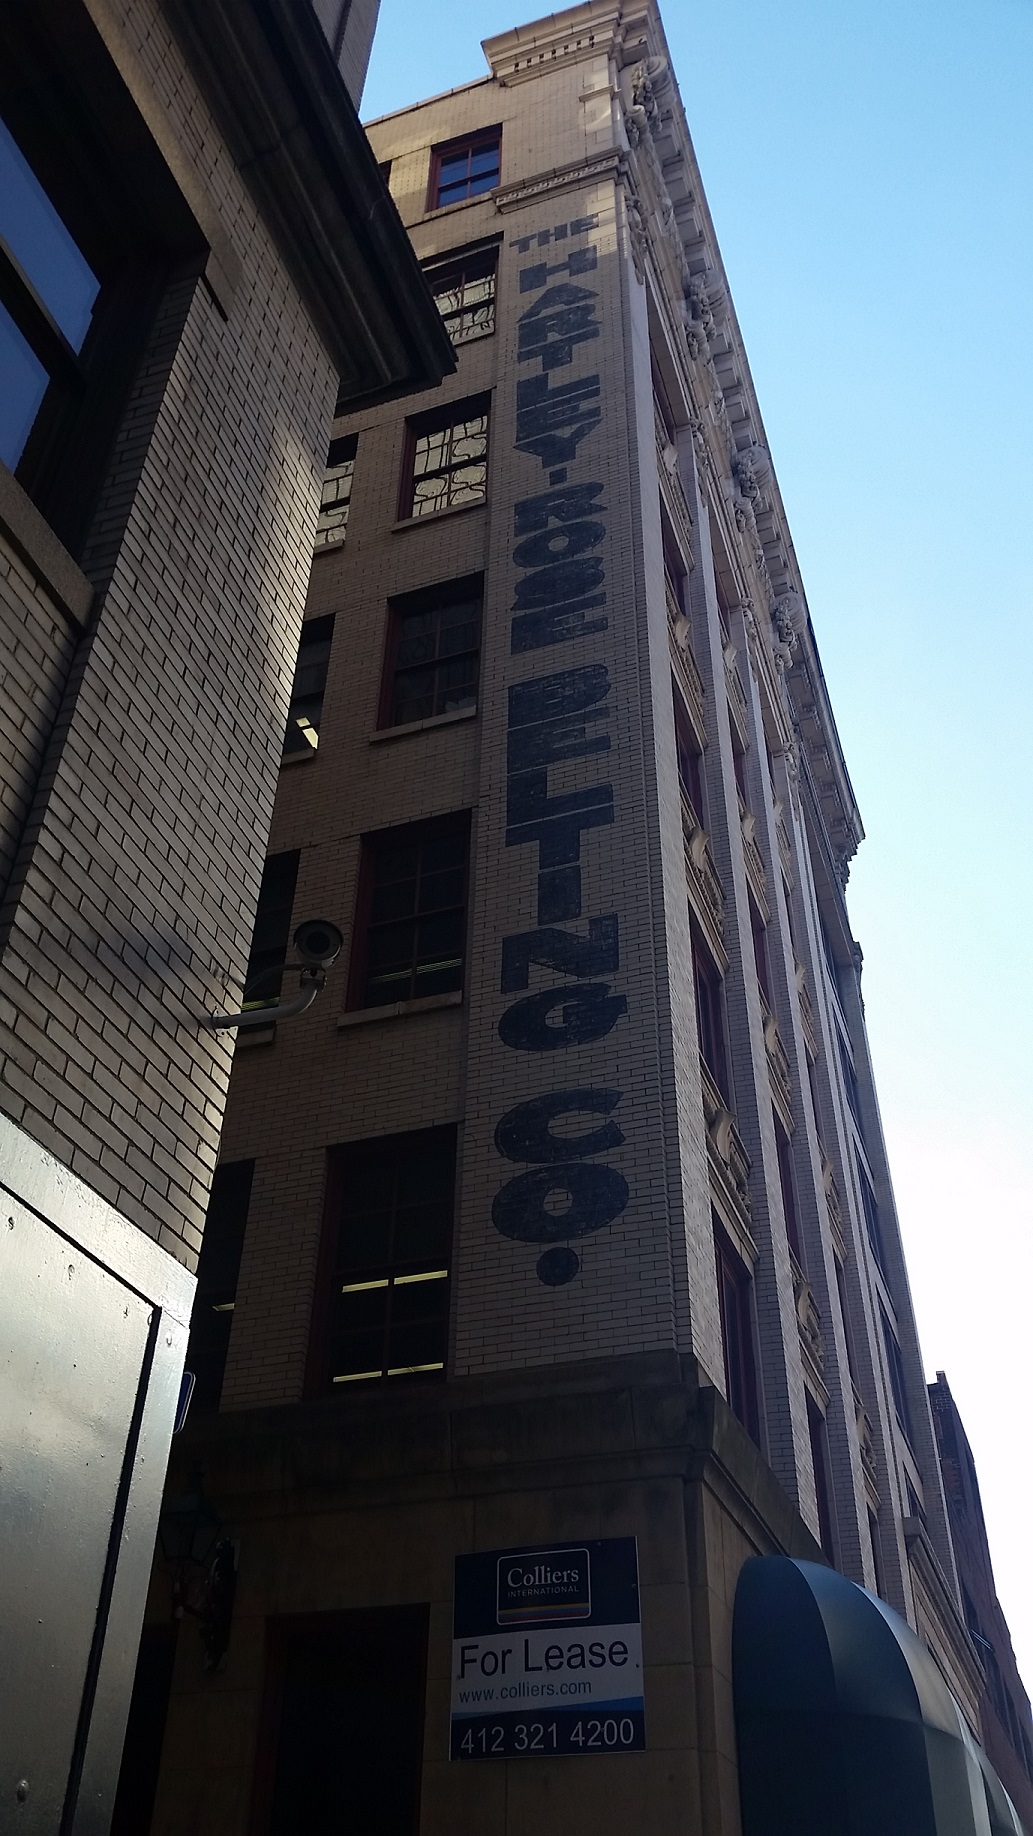 THE
HARTLEY-ROSE
BELTING
CO.
Colliers
INTERNATIONAL
For Lease
www.colliers.com
412 321 4200